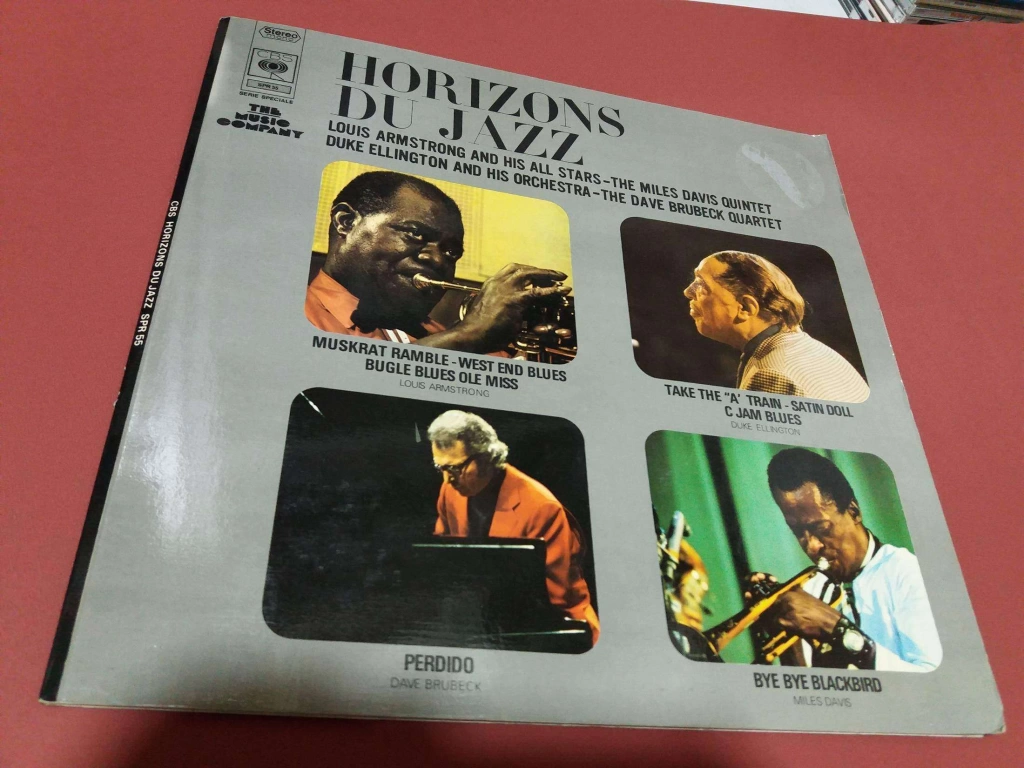 Stereo
CBS
SPR 55
SERIE SPECIALE
THE
MUSIC
COMPANY
HORIZONS
DU JAZZ
LOUIS ARMSTRONG AND HIS ALL STARS-THE MILES DAVIS QUINTET
DUKE ELLINGTON AND HIS ORCHESTRA-THE DAVE BRUBECK QUARTET
CBS HORIZONS DU JAZZ SPR 55
MUSKRAT RAMBLE - WEST END BLUES
BUGLE BLUES OLE MISS
LOUIS ARMSTRONG
TAKE THE "A' TRAIN - SATIN DOLL
C JAM BLUES
DUKE ELLINGTON
PERDIDO
DAVE BRUBECK
BYE BYE BLACKBIRD
MILES DAVIS